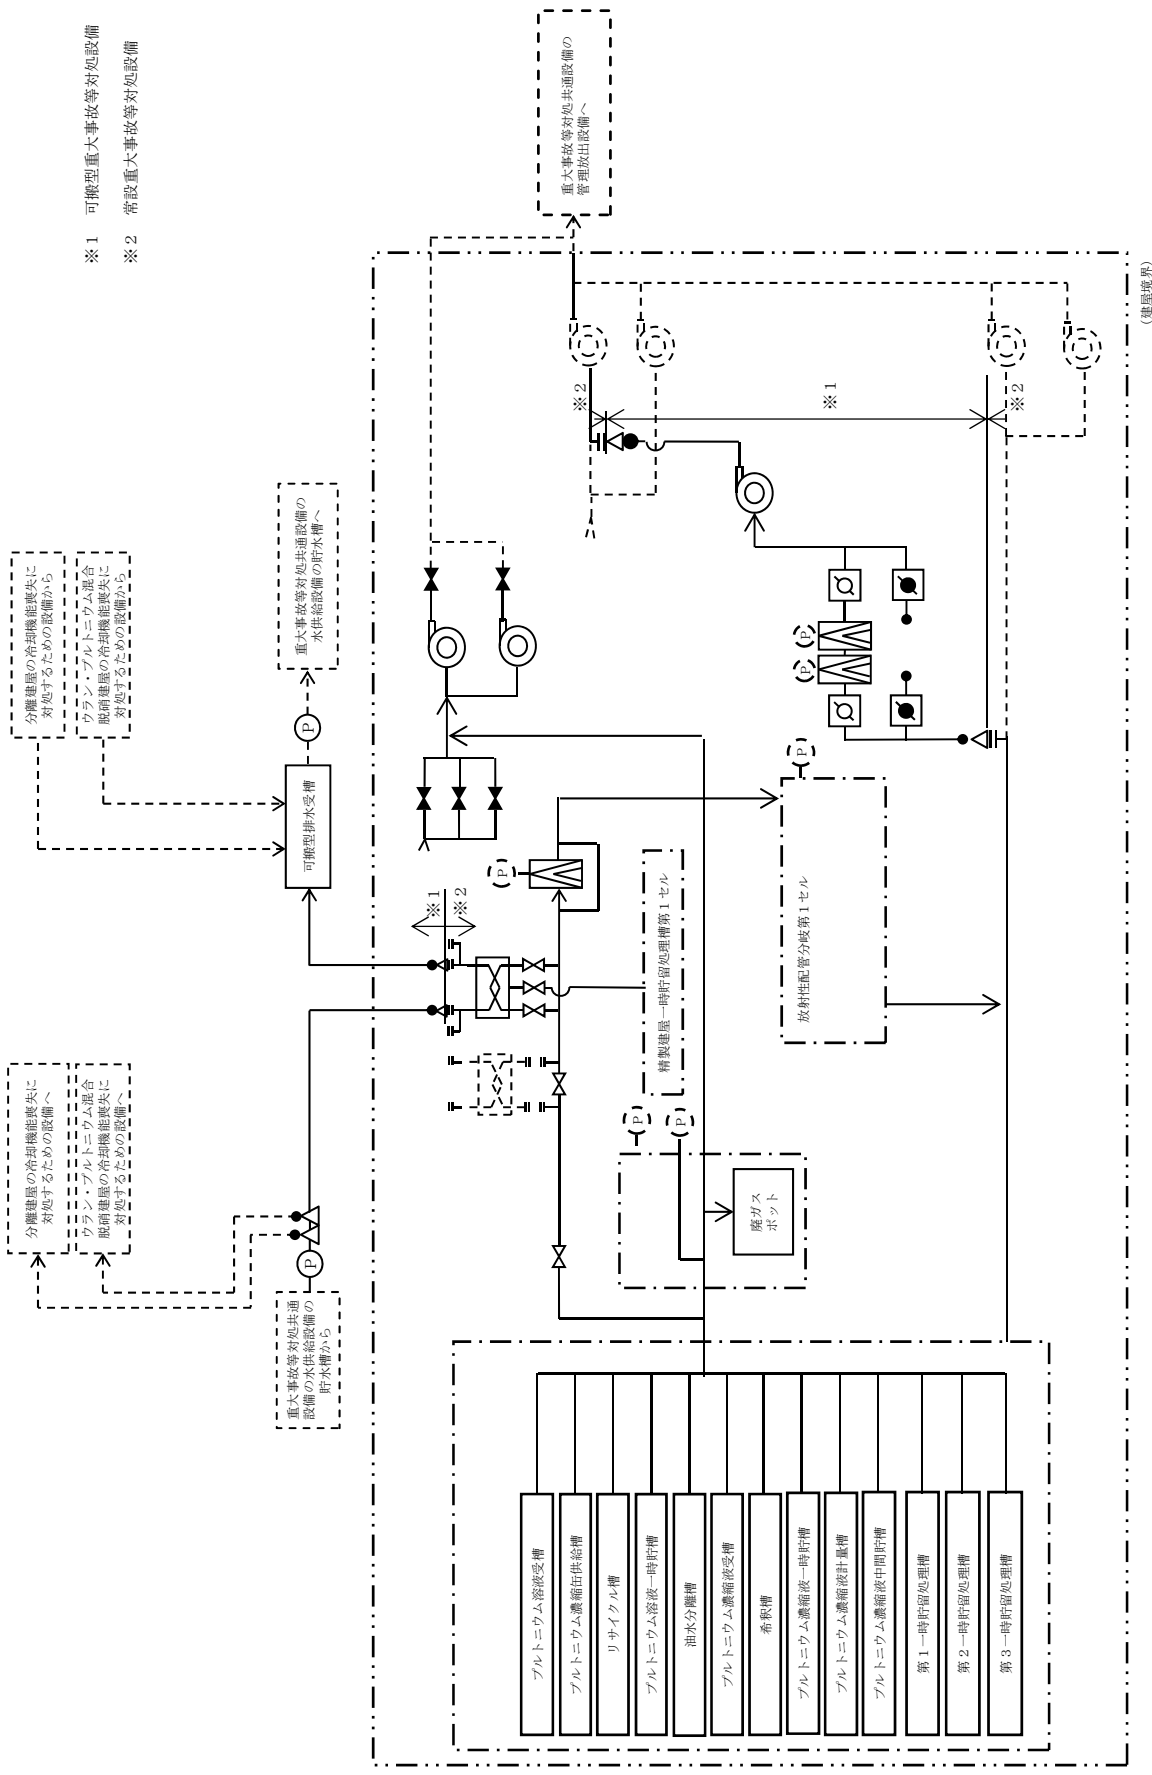 ※1　可搬型重大事故等対処設備
※2　常設重大事故等対処設備
重大事故等対処共通設備の
管理放出設備へ
（建屋境界）
分離建屋の冷却機能喪失に
対処するための設備から
ウラン・プルトニウム混合
脱硝建屋の冷却機能喪失に
対処するための設備から
重大事故等対処共通設備の
水供給設備の貯水槽へ
P
可搬型排水受槽
※2
※1
※2
P
P
P
P
※1
※2
精製建屋一時貯留処理槽第1セル
放射性配管分岐第1セル
P
P
廃ガス
ポット
分離建屋の冷却機能喪失に
対処するための設備へ
ウラン・プルトニウム混合
脱硝建屋の冷却機能喪失に
対処するための設備へ
P
重大事故等対処共通
設備の水供給設備の
貯水槽から
プルトニウム溶液受槽
プルトニウム濃縮缶供給槽
リサイクル槽
プルトニウム溶液一時貯槽
油水分離槽
プルトニウム濃縮液受槽
希釈槽
プルトニウム濃縮液一時貯槽
プルトニウム濃縮液計量槽
プルトニウム濃縮液中間貯槽
第1一時貯留処理槽
第2一時貯留処理槽
第3一時貯留処理槽